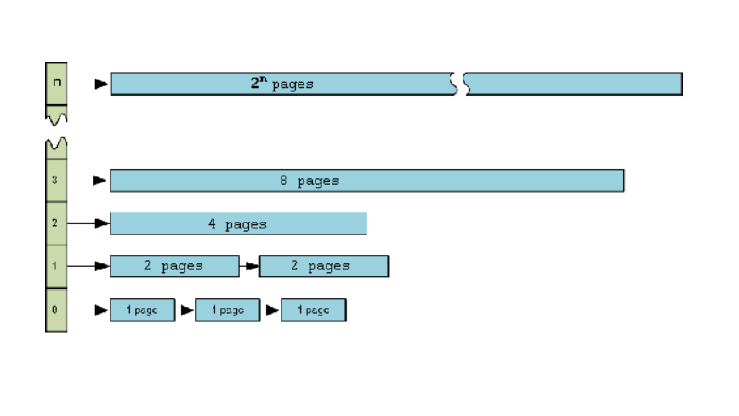 n
2ⁿ pages
3
8 pages
2
4 pages
1
2 pages
2 pages
0
1 page
1 page
1 page